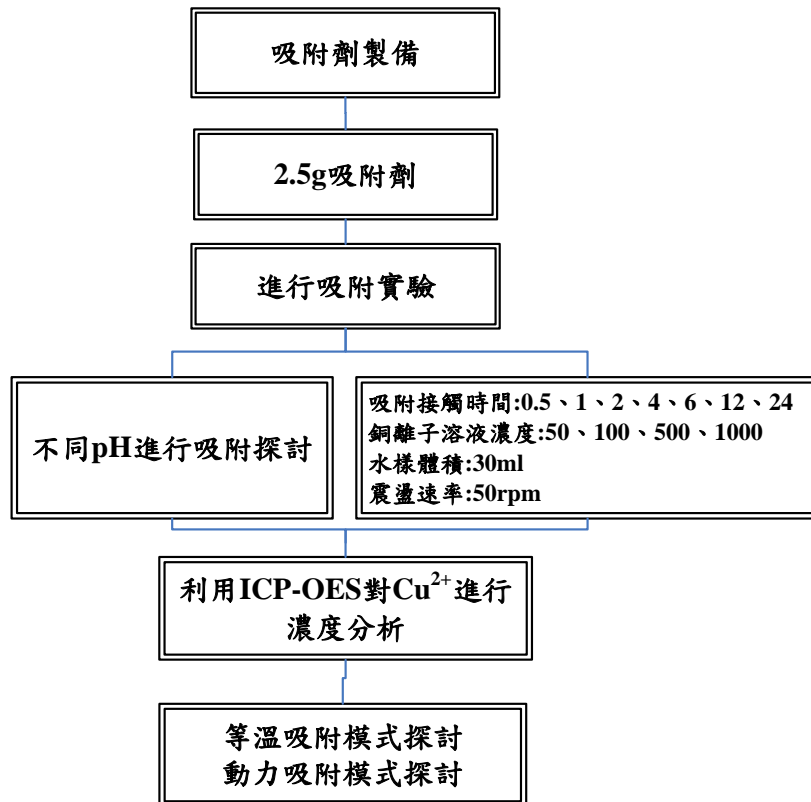 吸附劑製備
2.5g吸附劑
進行吸附實驗
不同pH進行吸附探討
吸附接觸時間:0.5、1、2、4、6、12、24
銅離子溶液濃度:50、100、500、1000
水樣體積:30ml
震盪速率:50rpm
利用ICP-OES對Cu²⁺進行
濃度分析
等溫吸附模式探討
動力吸附模式探討